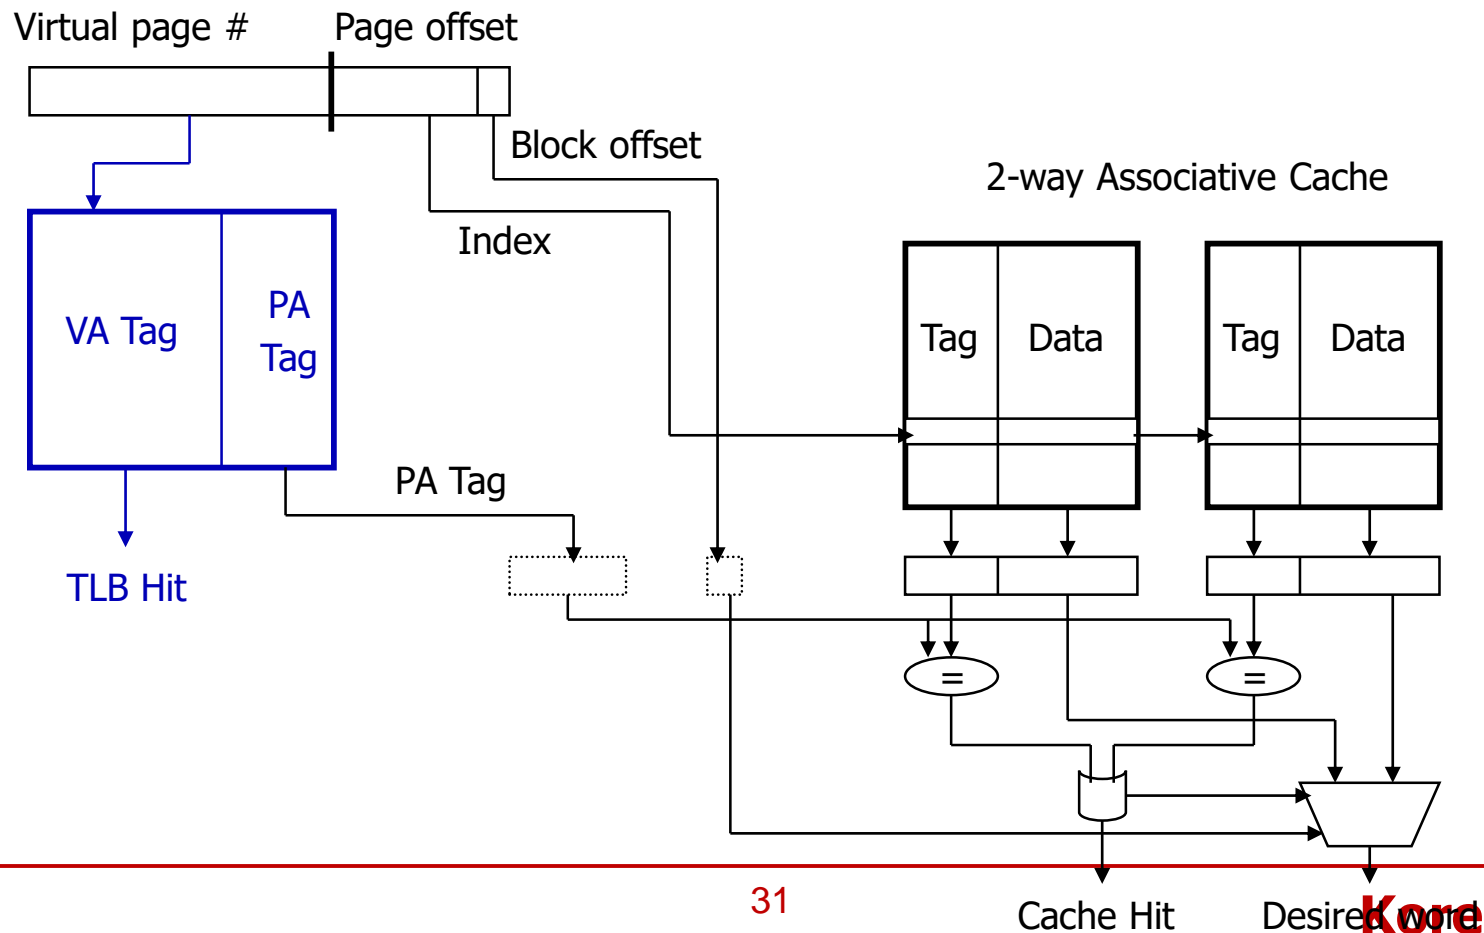 Virtual page #
Page offset
Block offset
2-way Associative Cache
Index
VA Tag
PA
Tag
Tag
Data
Tag
Data
PA Tag
TLB Hit
=
=
31
Cache Hit
Desired word
Kore